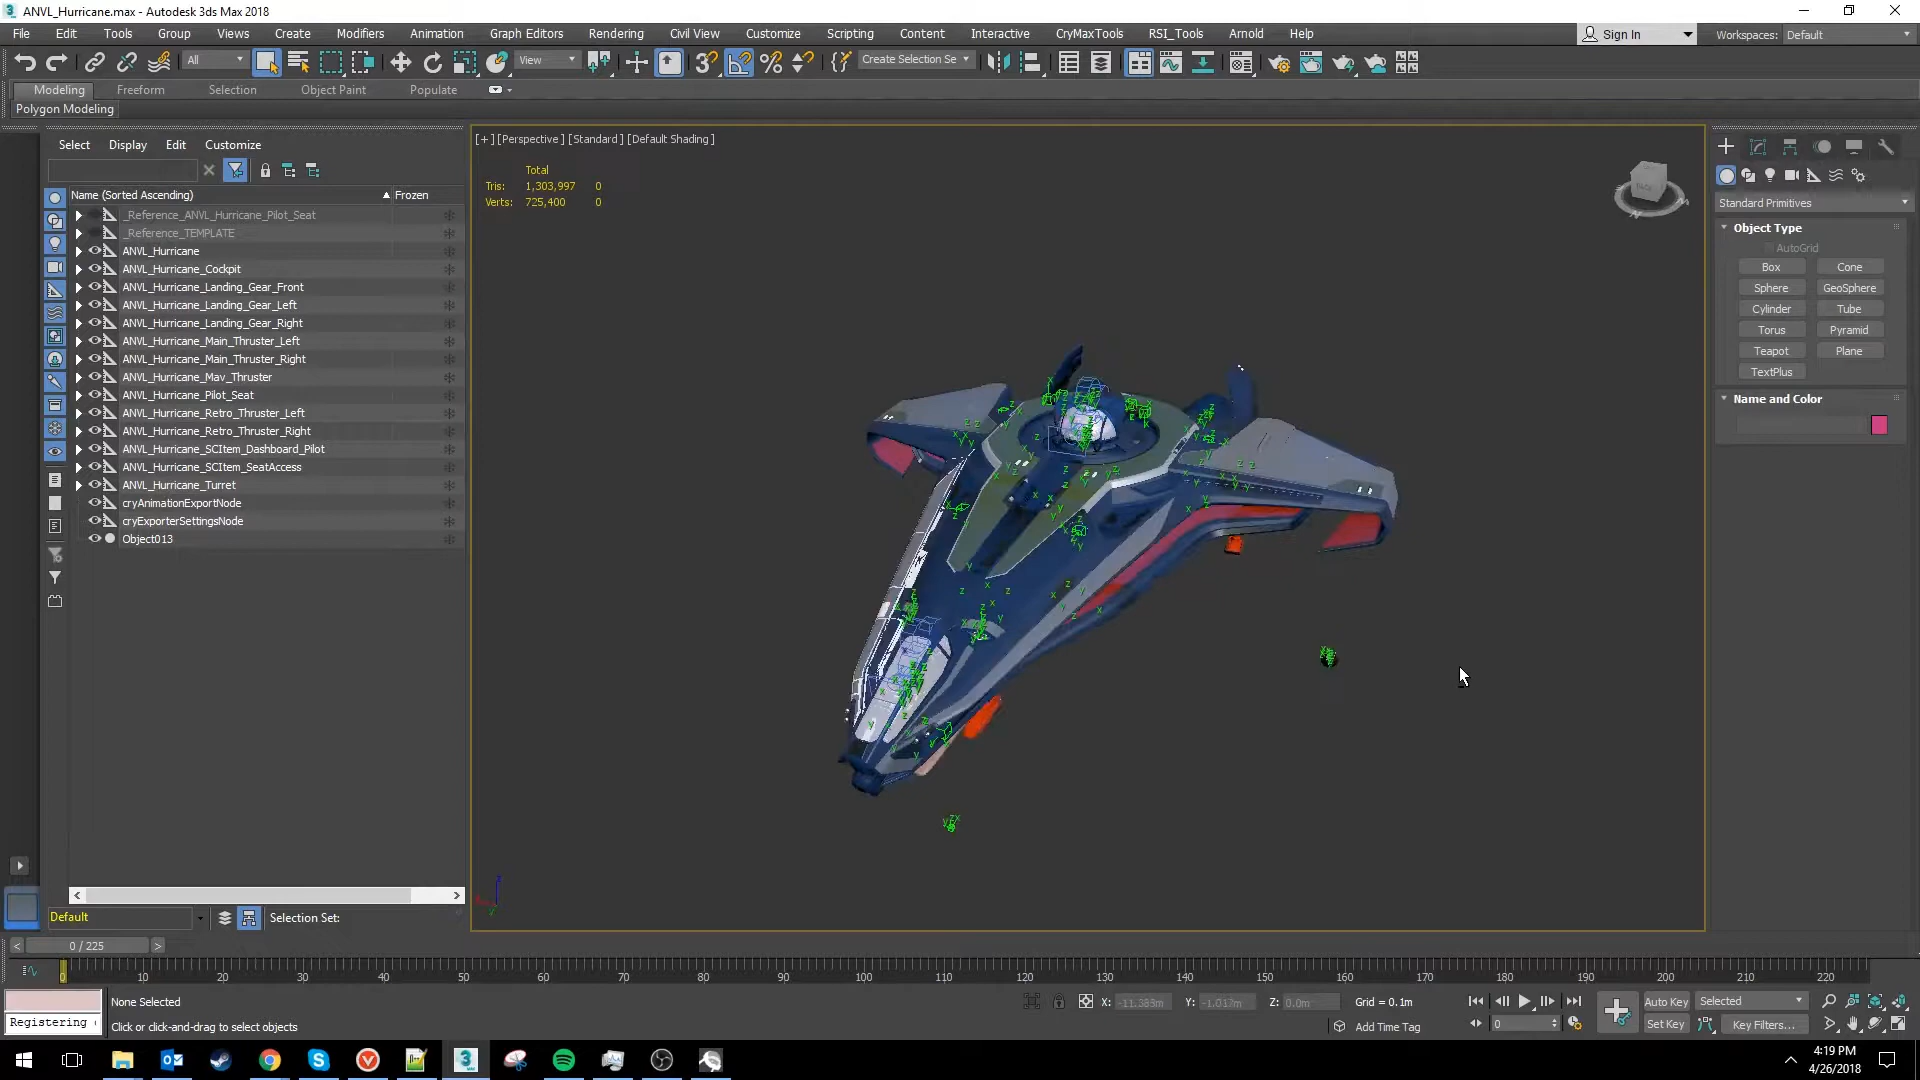 ANVL_Hurricane.max - Autodesk 3ds Max 2018
File Edit Tools Group Views Create Modifiers Animation Graph Editors Rendering Civil View Customize Scripting Content Interactive CryMaxTools RSI_Tools Arnold Help
Sign In
Workspaces: Default
All
View
Create Selection Se
Modeling Freeform Selection Object Paint Populate
Polygon Modeling
Select Display Edit Customize
Name (Sorted Ascending) Frozen
_Reference_ANVL_Hurricane_Pilot_Seat
_Reference_TEMPLATE
ANVL_Hurricane
ANVL_Hurricane_Cockpit
ANVL_Hurricane_Landing_Gear_Front
ANVL_Hurricane_Landing_Gear_Left
ANVL_Hurricane_Landing_Gear_Right
ANVL_Hurricane_Main_Thruster_Left
ANVL_Hurricane_Main_Thruster_Right
ANVL_Hurricane_Mav_Thruster
ANVL_Hurricane_Pilot_Seat
ANVL_Hurricane_Retro_Thruster_Left
ANVL_Hurricane_Retro_Thruster_Right
ANVL_Hurricane_SCItem_Dashboard_Pilot
ANVL_Hurricane_SCItem_SeatAccess
ANVL_Hurricane_Turret
cryAnimationExportNode
cryExporterSettingsNode
Object013
Default
Selection Set:
[+] [Perspective] [Standard] [Default Shading]
Total
Tris: 1,303,997 0
Verts: 725,400 0
Standard Primitives
Object Type
AutoGrid
Box Cone
Sphere GeoSphere
Cylinder Tube
Torus Pyramid
Teapot Plane
TextPlus
Name and Color
< 0 / 225 >
0 10 20 30 40 50 60 70 80 90 100 110 120 130 140 150 160 170 180 190 200 210 220
None Selected
X: -11.383m Y: -1.017m Z: 0.0m Grid = 0.1m
Auto Key Selected
Registering
Click or click-and-drag to select objects
Add Time Tag
0
Set Key Key Filters...
4:19 PM
4/26/2018